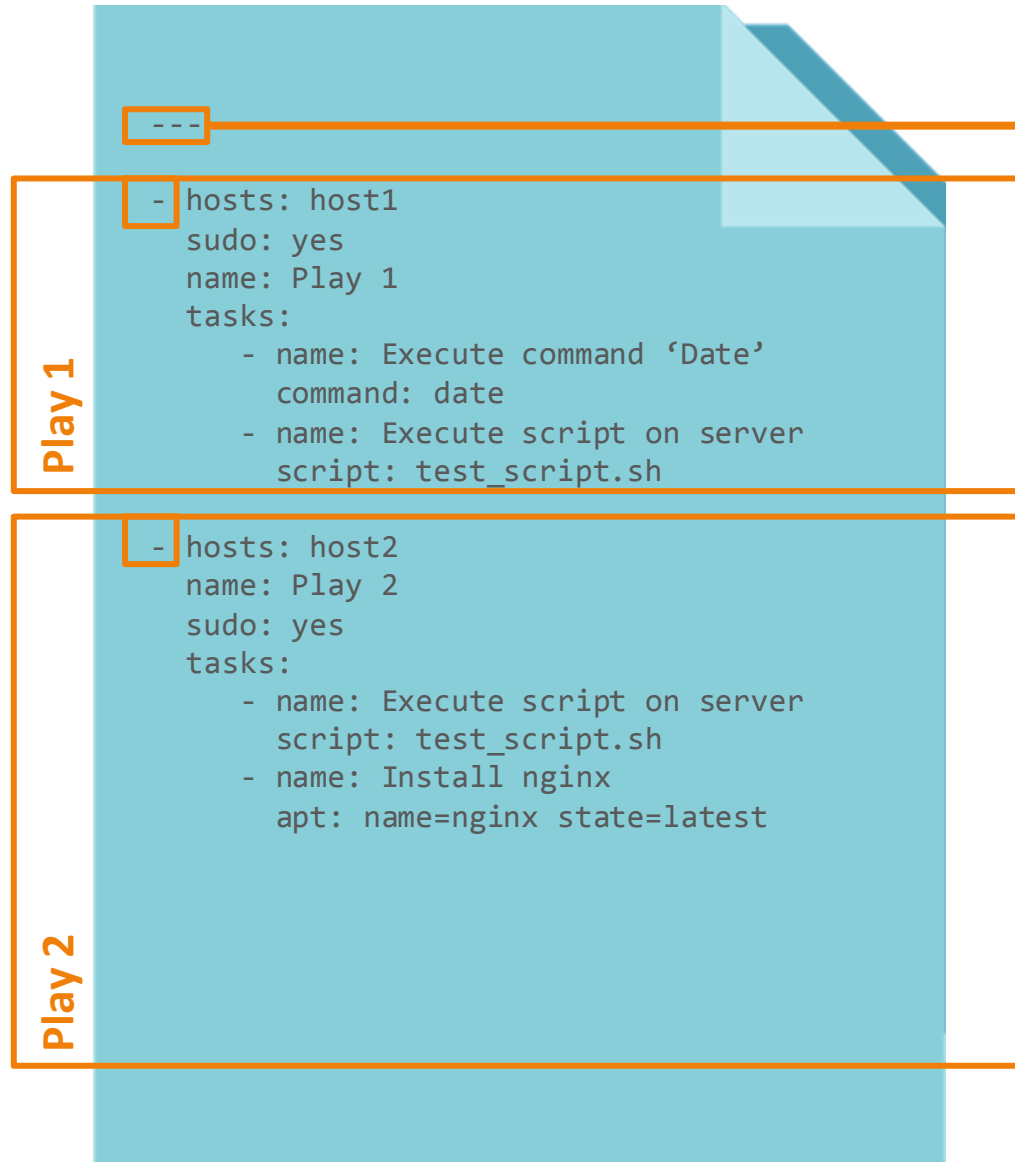 ---
Play 1
- hosts: host1
sudo: yes
name: Play 1
tasks:
- name: Execute command ‘Date’
command: date
- name: Execute script on server
script: test_script.sh
Play 2
- hosts: host2
name: Play 2
sudo: yes
tasks:
- name: Execute script on server
script: test_script.sh
- name: Install nginx
apt: name=nginx state=latest